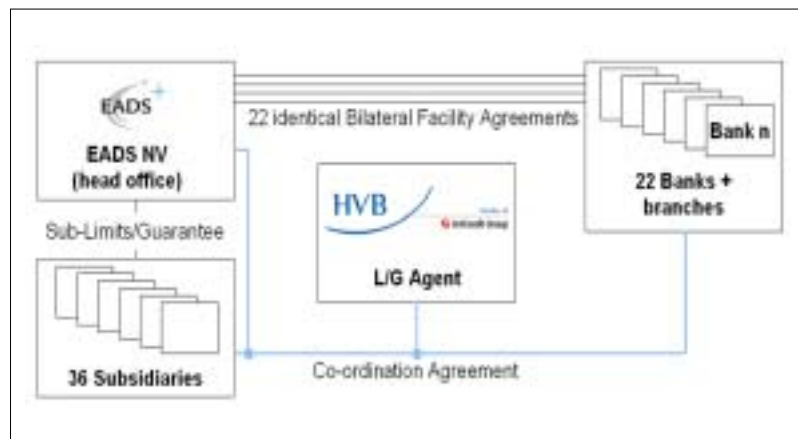 EADS
EADS NV
(head office)
22 identical Bilateral Facility Agreements
Bank n
22 Banks +
branches
Sub-Limits/Guarantee
HVB
L/G Agent
36 Subsidiaries
Co-ordination Agreement